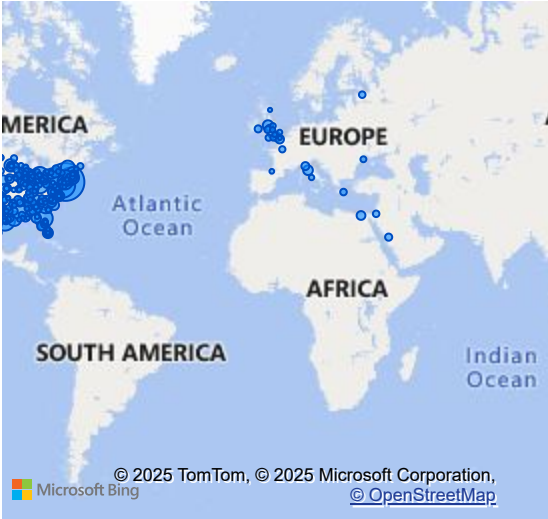 MERICA
EUROPE
Atlantic
Ocean
AFRICA
SOUTH AMERICA
Indian
Ocean
© 2025 TomTom, © 2025 Microsoft Corporation,
Microsoft Bing
© OpenStreetMap